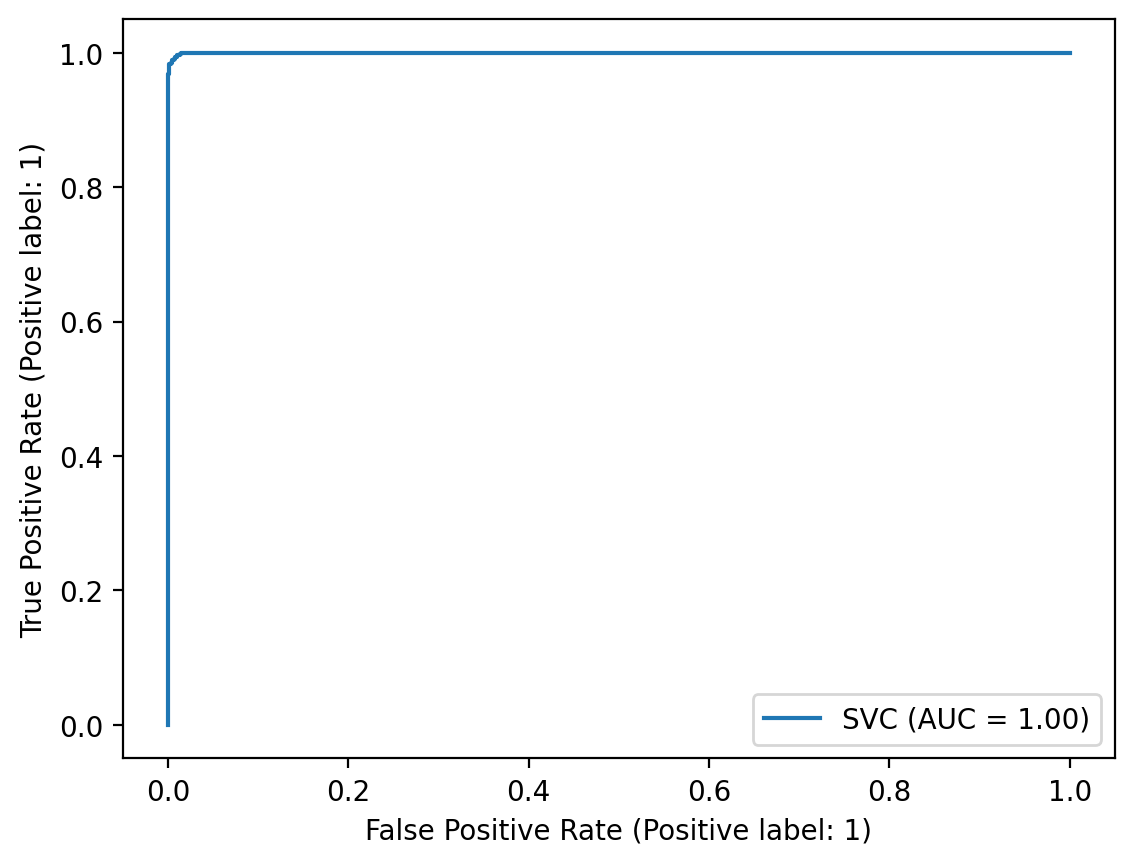 1.0
0.8
0.6
0.4
0.2
0.0
True Positive Rate (Positive label: 1)
SVC (AUC = 1.00)
0.0 0.2 0.4 0.6 0.8 1.0
False Positive Rate (Positive label: 1)